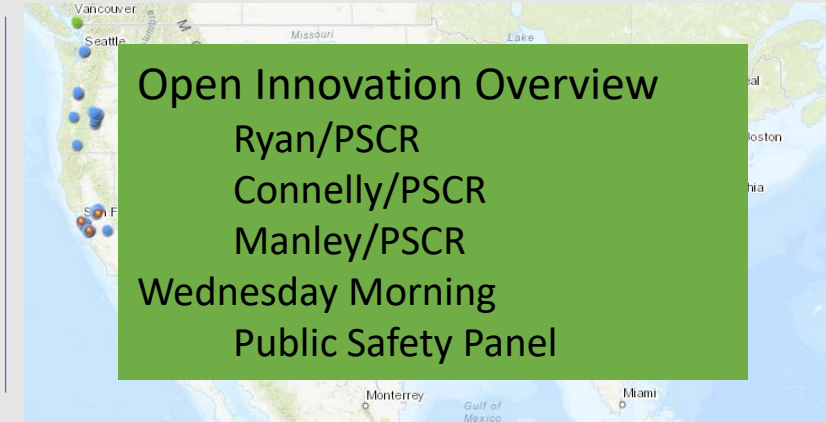 Vancouver
Seattle
Missouri
Lake
Open Innovation Overview
Ryan/PSCR
Connelly/PSCR
Manley/PSCR
Wednesday Morning
Public Safety Panel
Monterrey
Miami
Gulf of
Mexico